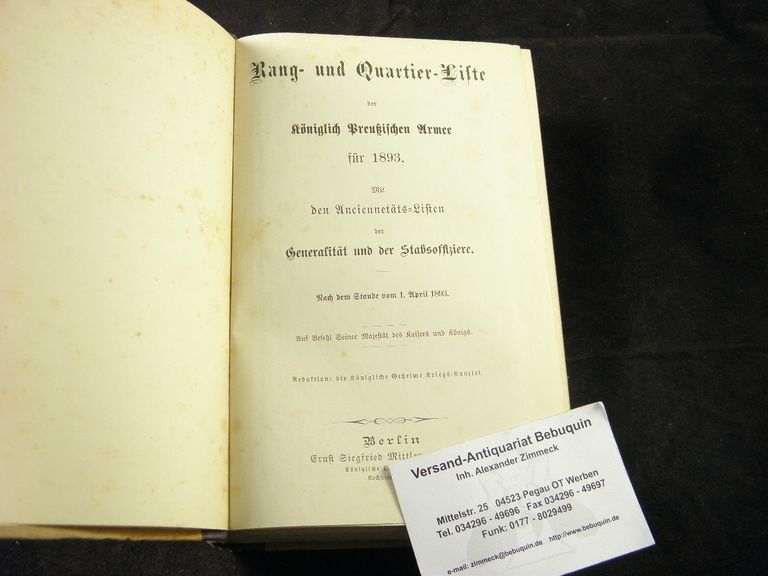 Rang- und Quartier-Liste
der
Königlich Preußischen Armee
für 1893.
Mit
den Anciennetäts-Listen
der
Generalität und der Stabsoffiziere.
Nach dem Stande vom 1. April 1893.
Auf Befehl Seiner Majestät des Kaisers und Königs.
Redaktion: die Königliche Geheime Kriegs-Kanzlei.
Berlin
Ernst Siegfried Mittler
Königliche
Versand-Antiquariat Bebuquin
Inh. Alexander Zimmeck
Mittelstr. 25 04523 Pegau OT Werben
Tel. 034296 - 49696 Fax 034296 - 49697
Funk: 0177 - 8029499
e-mail: zimmeck@bebuquin.de http://www.bebuquin.de